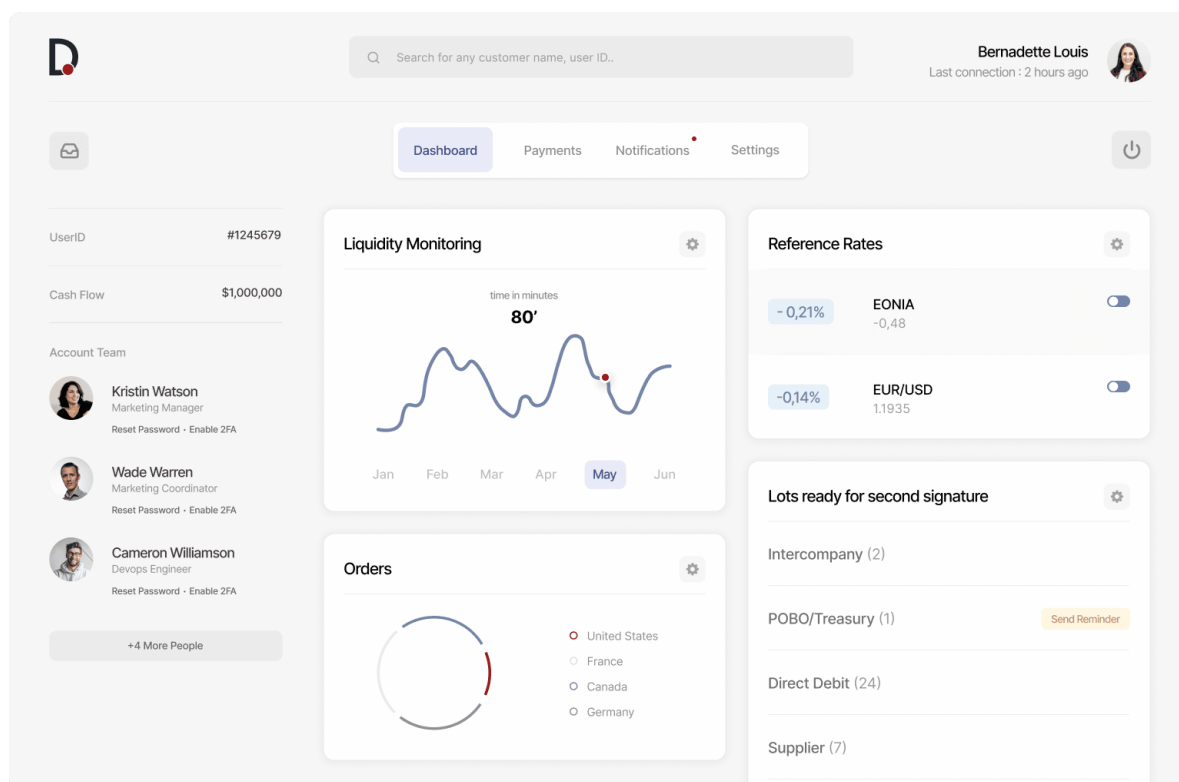 D
Search for any customer name, user ID..
Bernadette Louis
Last connection : 2 hours ago
Dashboard
Payments
Notifications
Settings
UserID
#1245679
Cash Flow
$1,000,000
Account Team
Kristin Watson
Marketing Manager
Reset Password • Enable 2FA
Wade Warren
Marketing Coordinator
Reset Password • Enable 2FA
Cameron Williamson
Devops Engineer
Reset Password • Enable 2FA
+4 More People
Liquidity Monitoring
time in minutes
80’
Jan
Feb
Mar
Apr
May
Jun
Orders
United States
France
Canada
Germany
Reference Rates
- 0,21%
EONIA
-0,48
-0,14%
EUR/USD
1.1935
Lots ready for second signature
Intercompany (2)
POBO/Treasury (1)
Send Reminder
Direct Debit (24)
Supplier (7)